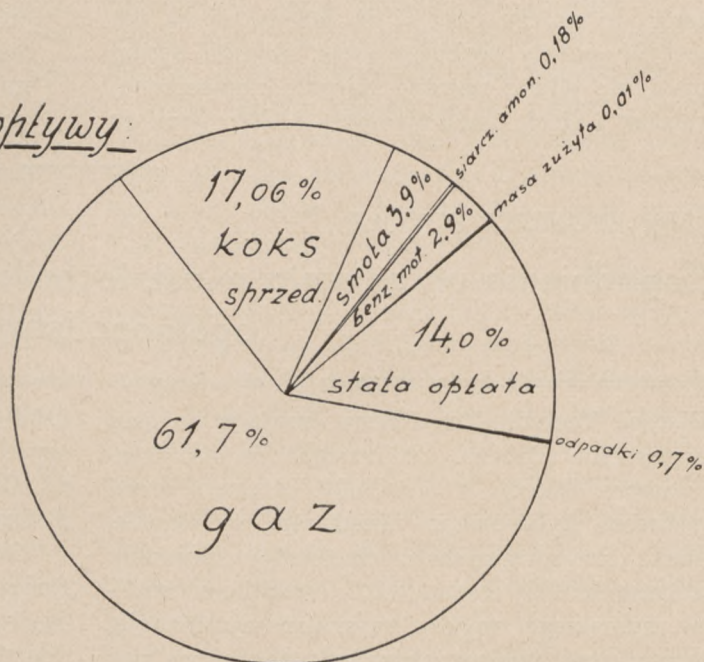 17,06%
koks
sprzed.
smoła 3,9%
siarcz. amon. 0,18%
benz. mot. 2,9%
masa zużyta 0,01%
14,0%
stała opłata
odpadki 0,7%
61,7%
gaz